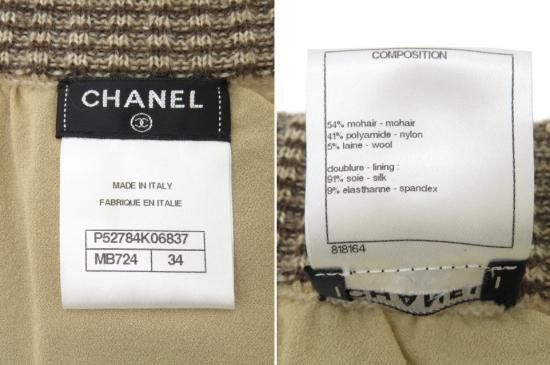 CHANEL
MADE IN ITALY
FABRIQUE EN ITALIE
P52784K06837
MB724 34
COMPOSITION
54% mohair - mohair
41% polyamide - nylon
5% laine - wool
doublure - lining :
91% soie - silk
9% elasthanne - spandex
818164
CHANEL